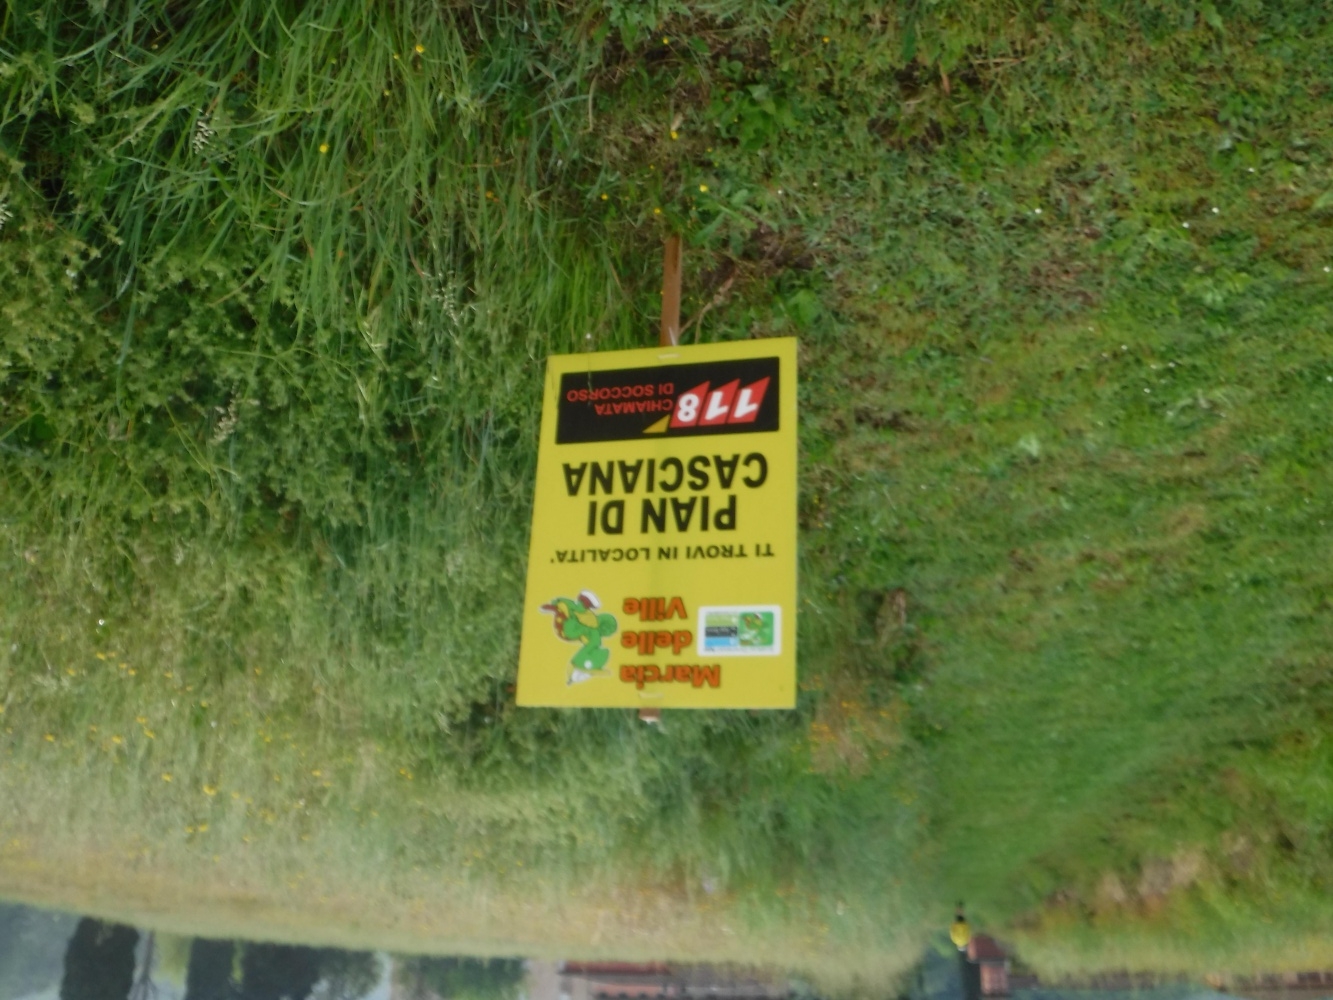 Marcia
delle
Ville
TI TROVI IN LOCALITA'
PIAN DI
CASCIANA
118
CHIAMATA
DI SOCCORSO